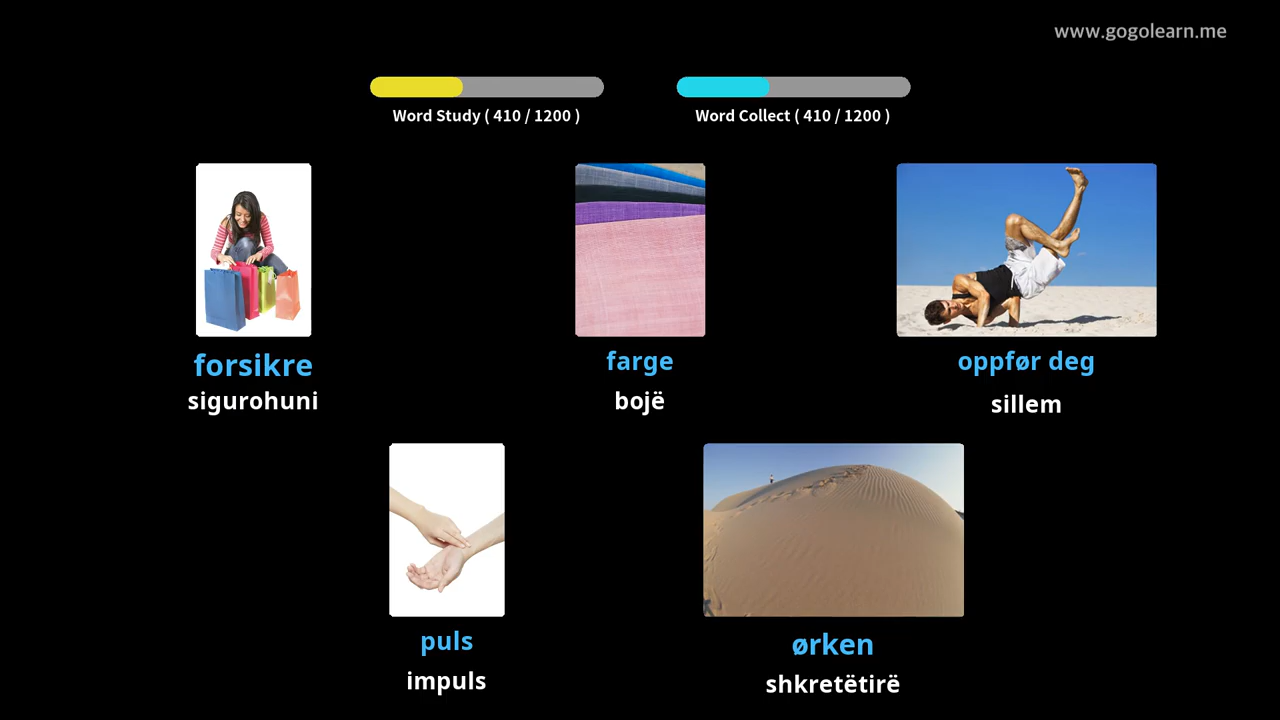 www.gogolearn.me
Word Study ( 410 / 1200 )
Word Collect ( 410 / 1200 )
forsikre
sigurohuni
farge
bojë
oppfør deg
sillem
puls
impuls
ørken
shkretëtirë